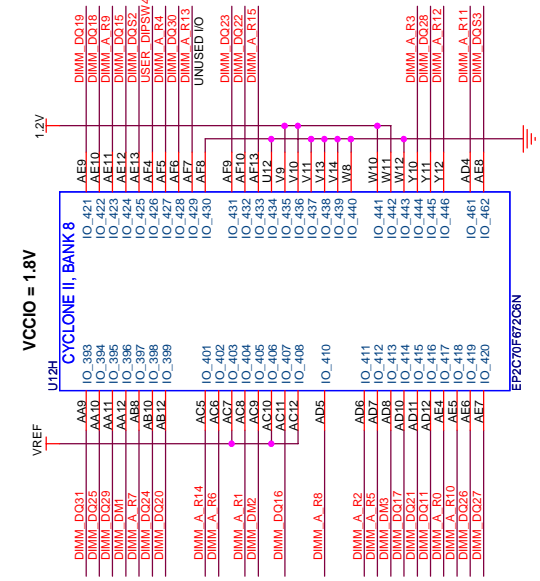 VCCIO = 1.8V
U12H
CYCLONE II, BANK 8
EP2C70F672C6N
1.2V
VREF
DIMM_DQ19 AE9 IO_421
DIMM_DQ18 AE10 IO_422
DIMM_A_R9 AE11 IO_423
DIMM_DQ15 AE12 IO_424
DIMM_DQS2 AE13 IO_425
USER_DIPSW4 AF4 IO_426
DIMM_A_R4 AF5 IO_427
DIMM_DQ30 AF6 IO_428
DIMM_A_R13 AF7 IO_429
UNUSED I/O AF8 IO_430
DIMM_DQ23 AF9 IO_431
DIMM_DQ22 AF10 IO_432
DIMM_A_R15 AF13 IO_433
U12 IO_434
V9 IO_435
V10 IO_436
V11 IO_437
V13 IO_438
V14 IO_439
W8 IO_440
W10 IO_441
W11 IO_442
W12 IO_443
DIMM_A_R3 Y10 IO_444
DIMM_DQ28 Y11 IO_445
DIMM_A_R12 Y12 IO_446
DIMM_A_R11 AD4 IO_461
DIMM_DQS3 AE8 IO_462
IO_393 AA9 DIMM_DQ31
IO_394 AA10 DIMM_DQ25
IO_395 AA11 DIMM_DQ29
IO_396 AA12 DIMM_DM1
IO_397 AB8 DIMM_A_R7
IO_398 AB10 DIMM_DQ24
IO_399 AB12 DIMM_DQ20
IO_401 AC5 DIMM_A_R14
IO_402 AC6 DIMM_A_R6
IO_403 AC7
IO_404 AC8 DIMM_A_R1
IO_405 AC9 DIMM_DM2
IO_406 AC10
IO_407 AC11 DIMM_DQ16
IO_408 AC12
IO_410 AD5 DIMM_A_R8
IO_411 AD6 DIMM_A_R2
IO_412 AD7 DIMM_A_R5
IO_413 AD8 DIMM_DM3
IO_414 AD10 DIMM_DQ17
IO_415 AD11 DIMM_DQ21
IO_416 AD12 DIMM_DQ11
IO_417 AE4 DIMM_A_R0
IO_418 AE5 DIMM_A_R10
IO_419 AE6 DIMM_DQ26
IO_420 AE7 DIMM_DQ27